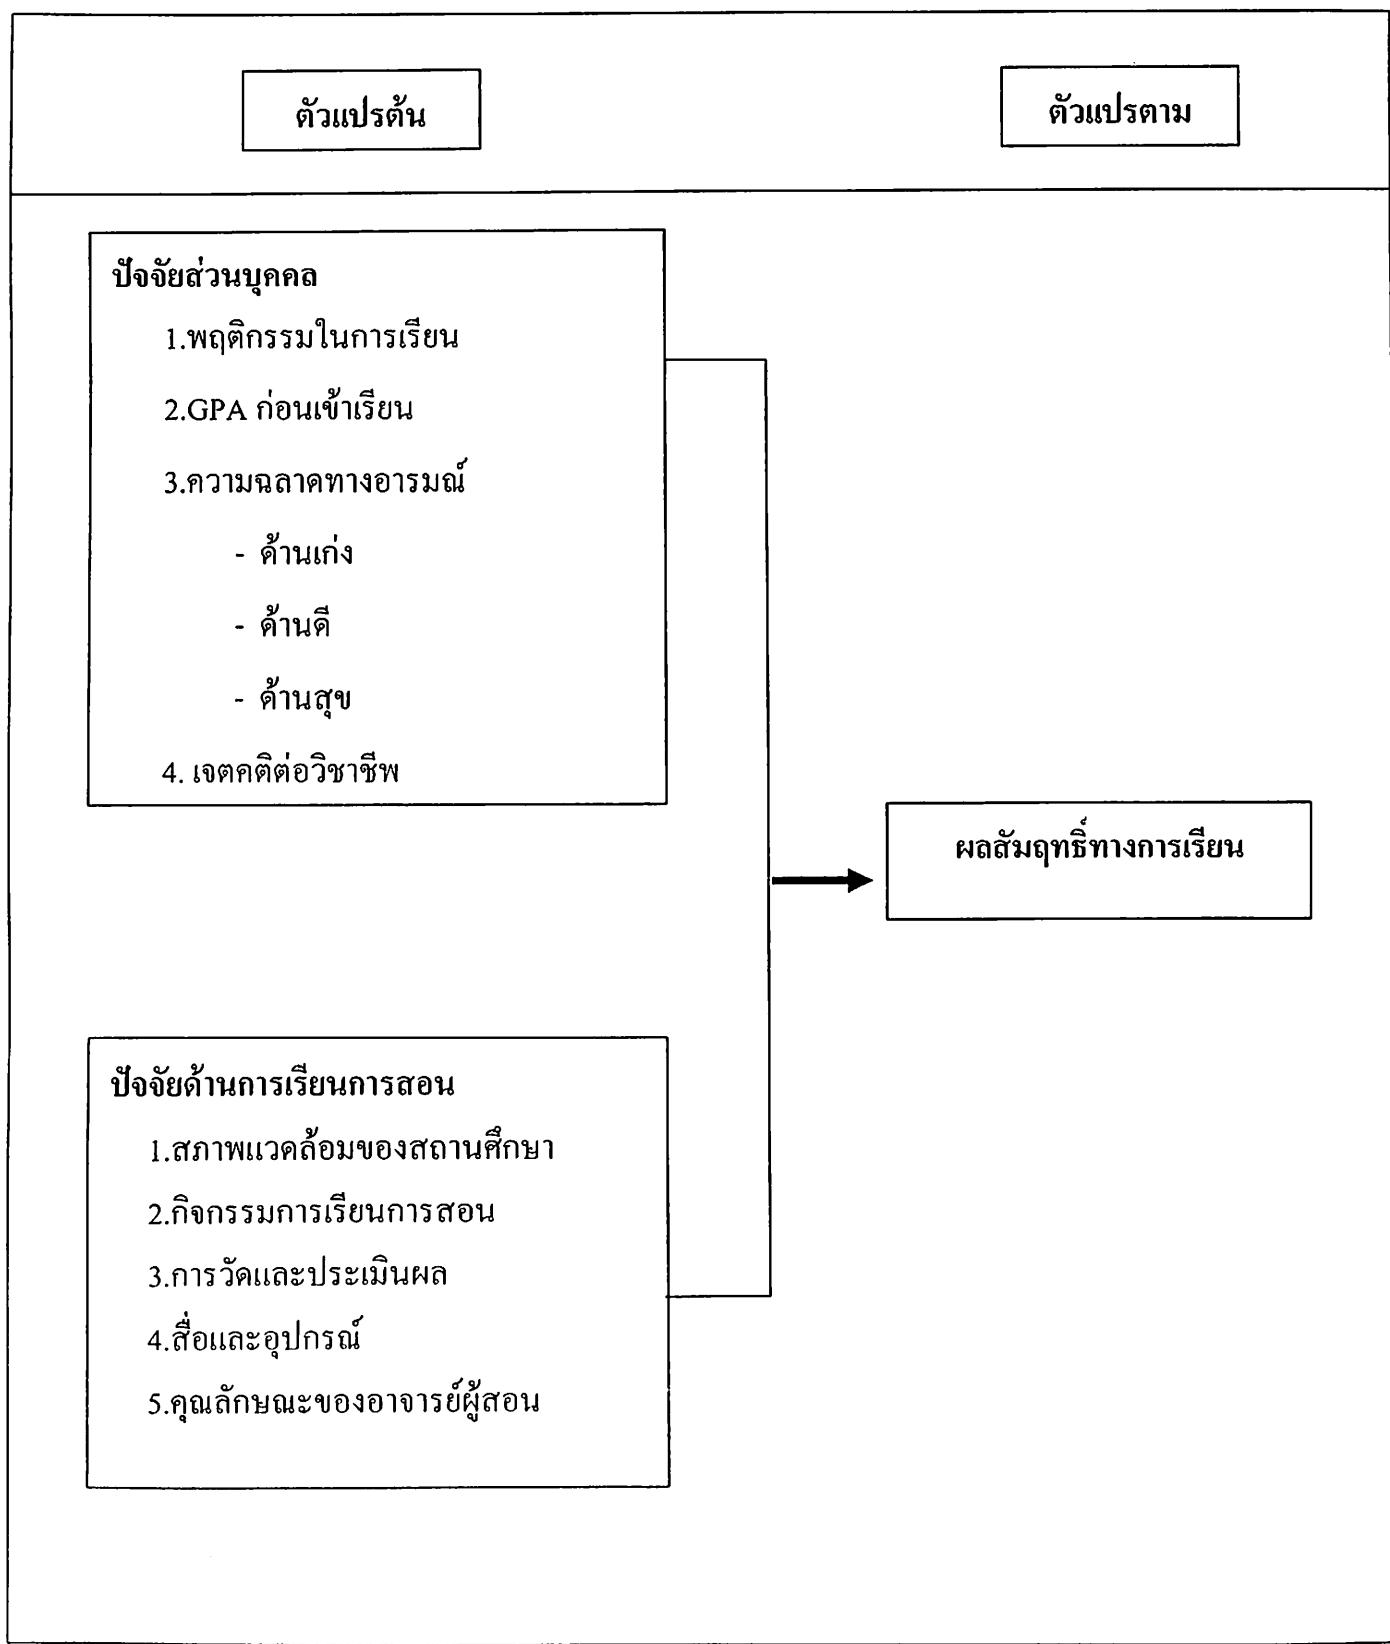 ตัวแปรต้น
ตัวแปรตาม
ปัจจัยส่วนบุคคล
1.พฤติกรรมในการเรียน
2.GPA ก่อนเข้าเรียน
3.ความฉลาดทางอารมณ์
- ด้านเก่ง
- ด้านดี
- ด้านสุข
4. เจตคติต่อวิชาชีพ
ผลสัมฤทธิ์ทางการเรียน
ปัจจัยด้านการเรียนการสอน
1.สภาพแวดล้อมของสถานศึกษา
2.กิจกรรมการเรียนการสอน
3.การวัดและประเมินผล
4.สื่อและอุปกรณ์
5.คุณลักษณะของอาจารย์ผู้สอน